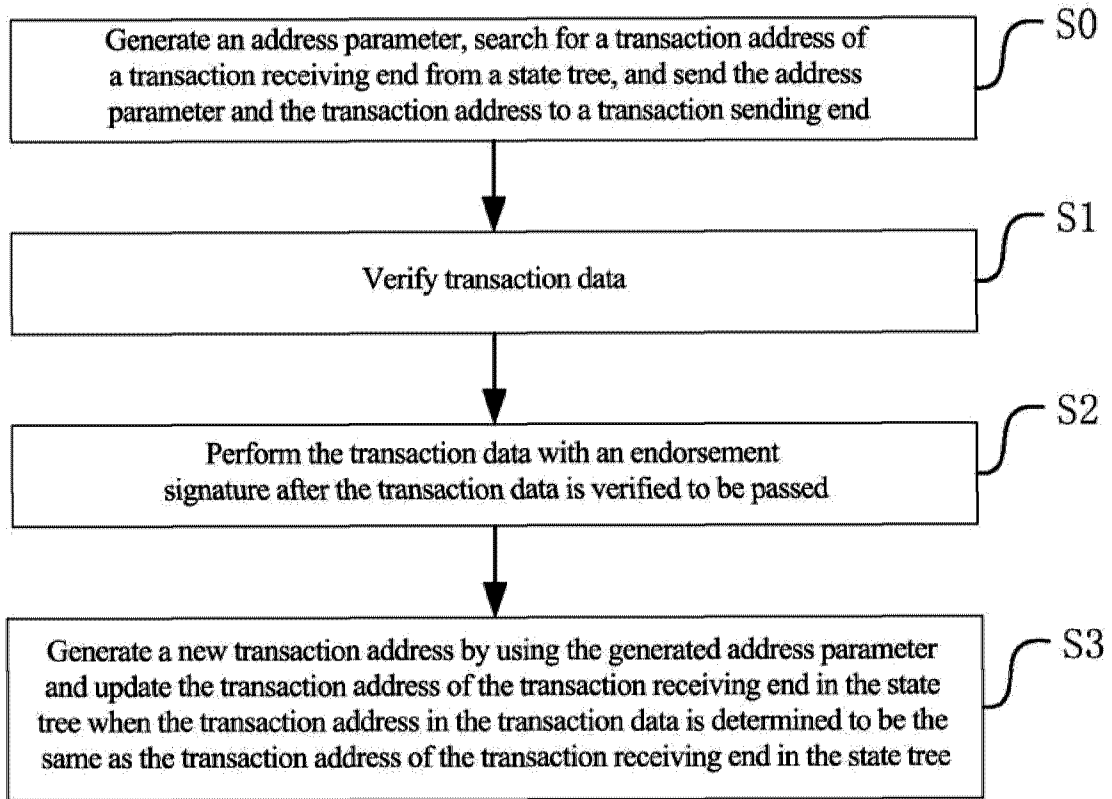 Generate an address parameter, search for a transaction address of
a transaction receiving end from a state tree, and send the address
parameter and the transaction address to a transaction sending end
S0
Verify transaction data
S1
Perform the transaction data with an endorsement
signature after the transaction data is verified to be passed
S2
Generate a new transaction address by using the generated address parameter
and update the transaction address of the transaction receiving end in the state
tree when the transaction address in the transaction data is determined to be the
same as the transaction address of the transaction receiving end in the state tree
S3